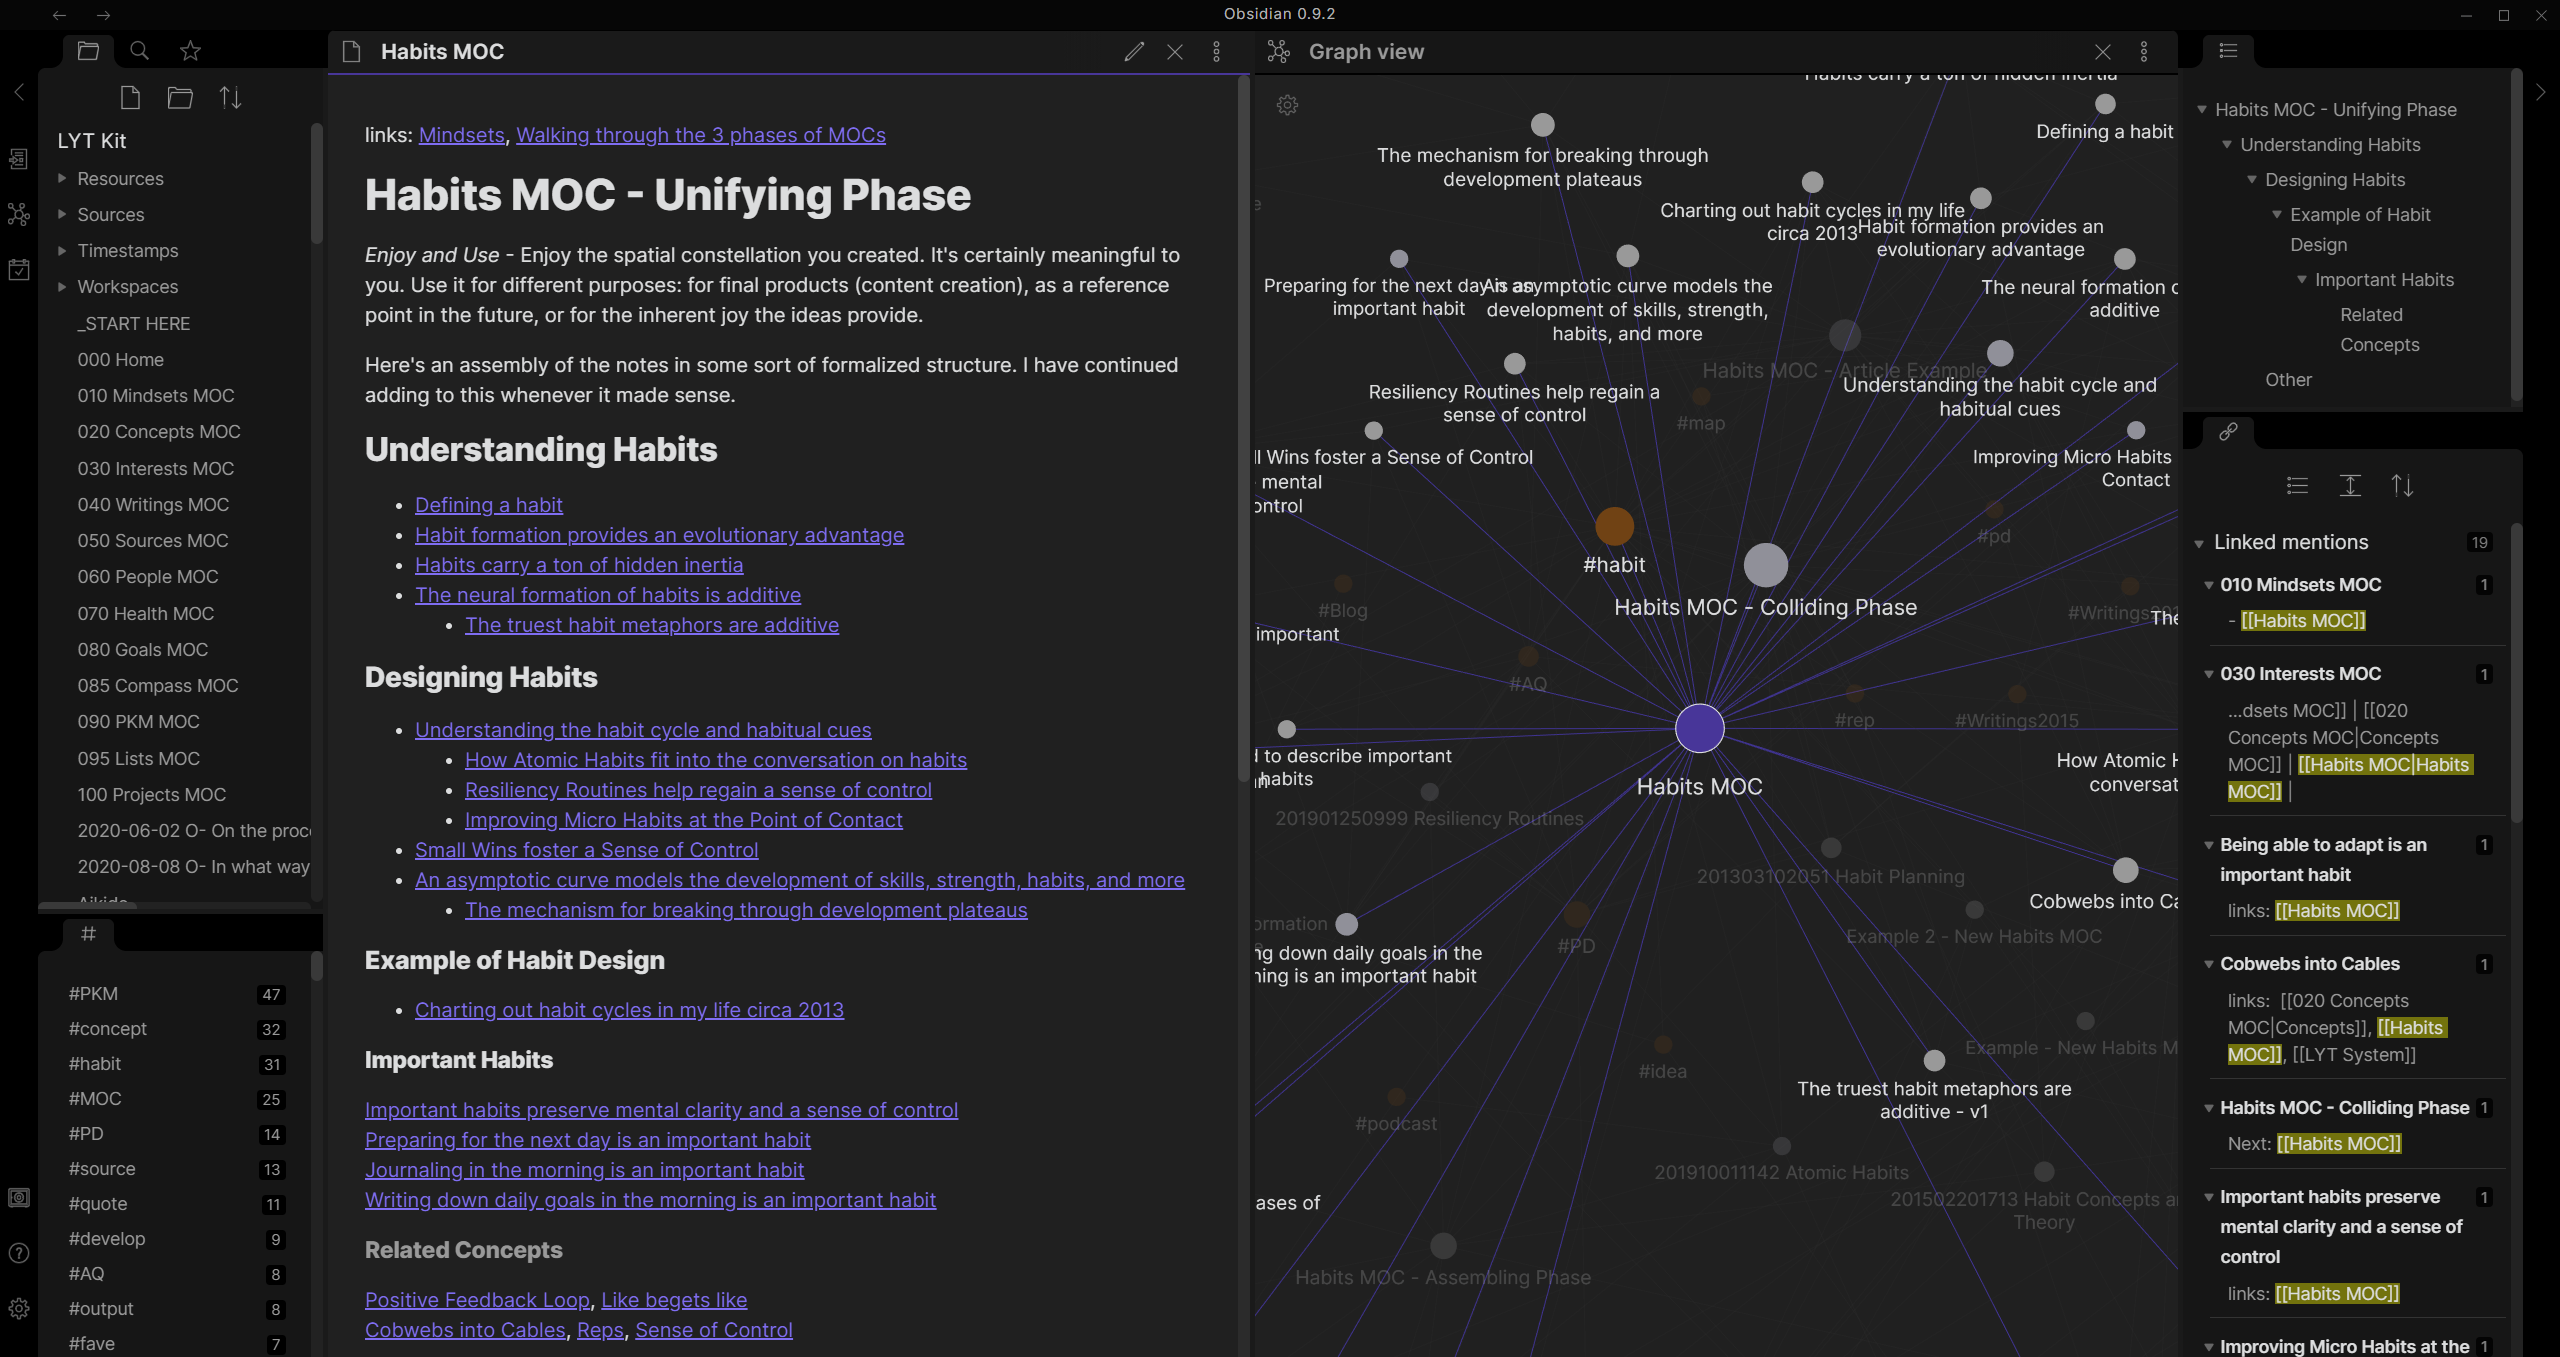 Obsidian 0.9.2
LYT Kit
Resources
Sources
Timestamps
Workspaces
_START HERE
000 Home
010 Mindsets MOC
020 Concepts MOC
030 Interests MOC
040 Writings MOC
050 Sources MOC
060 People MOC
070 Health MOC
080 Goals MOC
085 Compass MOC
090 PKM MOC
095 Lists MOC
100 Projects MOC
2020-06-02 O- On the proc
2020-08-08 O- In what way
#
#PKM 47
#concept 32
#habit 31
#MOC 25
#PD 14
#source 13
#quote 11
#develop 9
#AQ 8
#output 8
#fave 7
Habits MOC
links: Mindsets, Walking through the 3 phases of MOCs
Habits MOC - Unifying Phase
Enjoy and Use - Enjoy the spatial constellation you created. It's certainly meaningful to
you. Use it for different purposes: for final products (content creation), as a reference
point in the future, or for the inherent joy the ideas provide.
Here's an assembly of the notes in some sort of formalized structure. I have continued
adding to this whenever it made sense.
Understanding Habits
• Defining a habit
• Habit formation provides an evolutionary advantage
• Habits carry a ton of hidden inertia
• The neural formation of habits is additive
• The truest habit metaphors are additive
Designing Habits
• Understanding the habit cycle and habitual cues
• How Atomic Habits fit into the conversation on habits
• Resiliency Routines help regain a sense of control
• Improving Micro Habits at the Point of Contact
• Small Wins foster a Sense of Control
• An asymptotic curve models the development of skills, strength, habits, and more
• The mechanism for breaking through development plateaus
Example of Habit Design
• Charting out habit cycles in my life circa 2013
Important Habits
Important habits preserve mental clarity and a sense of control
Preparing for the next day is an important habit
Journaling in the morning is an important habit
Writing down daily goals in the morning is an important habit
Related Concepts
Positive Feedback Loop, Like begets like
Cobwebs into Cables, Reps, Sense of Control
Graph view
Habits carry a ton of hidden inertia
Defining a habit
The mechanism for breaking through
development plateaus
Charting out habit cycles in my life
circa 2013
Habit formation provides an
evolutionary advantage
Preparing for the next day is an
important habit
An asymptotic curve models the
development of skills, strength,
habits, and more
The neural formation o
additive
Habits MOC - Article Example
Resiliency Routines help regain a
sense of control
Understanding the habit cycle and
habitual cues
#map
ll Wins foster a Sense of Control
mental
ontrol
Improving Micro Habits
Contact
#pd
#habit
Habits MOC - Colliding Phase
#Blog
#Writings201
The
important
#AQ
#rep
#Writings2015
d to describe important
habits
How Atomic H
conversat
Habits MOC
201901250999 Resiliency Routines
201303102051 Habit Planning
Cobwebs into Ca
ormation
#PD
Example 2 - New Habits MOC
ng down daily goals in the
ning is an important habit
#idea
Example - New Habits M
The truest habit metaphors are
additive - v1
#podcast
201910011142 Atomic Habits
201502201713 Habit Concepts a
Theory
ases of
Habits MOC - Assembling Phase
Habits MOC - Unifying Phase
Understanding Habits
Designing Habits
Example of Habit
Design
Important Habits
Related
Concepts
Other
Linked mentions 19
010 Mindsets MOC 1
- [[Habits MOC]]
030 Interests MOC 1
...dsets MOC]] | [[020
Concepts MOC|Concepts
MOC]] | [[Habits MOC|Habits
MOC]] |
Being able to adapt is an 1
important habit
links: [[Habits MOC]]
Cobwebs into Cables 1
links: [[020 Concepts
MOC|Concepts]], [[Habits
MOC]], [[LYT System]]
Habits MOC - Colliding Phase 1
Next: [[Habits MOC]]
Important habits preserve 1
mental clarity and a sense of
control
links: [[Habits MOC]]
Improving Micro Habits at the 1